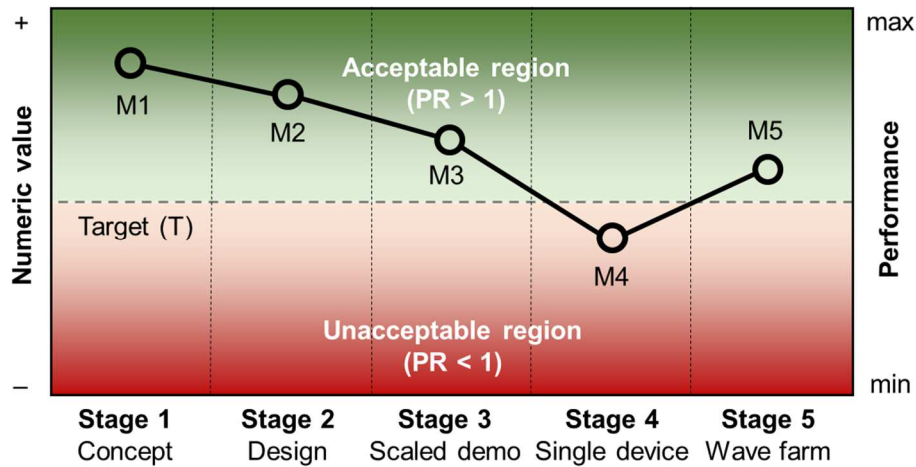 +
max
Acceptable region
(PR > 1)
M1
M2
M3
M5
Numeric value
Performance
Target (T)
M4
Unacceptable region
(PR < 1)
–
min
Stage 1
Concept
Stage 2
Design
Stage 3
Scaled demo
Stage 4
Single device
Stage 5
Wave farm